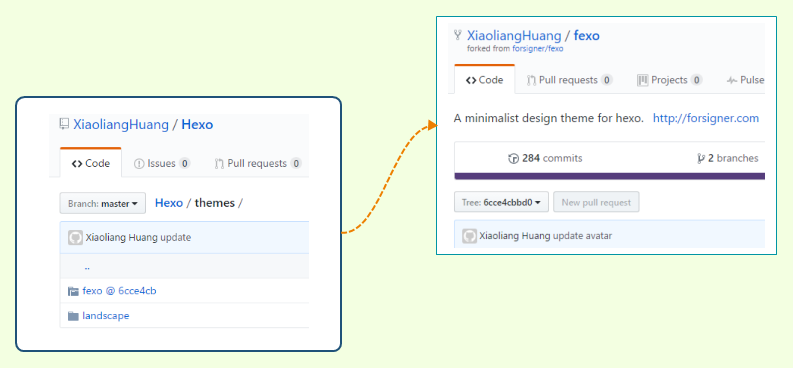 XiaoliangHuang / Hexo
Code Issues 0 Pull requests 0
Branch: master Hexo / themes /
Xiaoliang Huang update
..
fexo @ 6cce4cb
landscape
XiaoliangHuang / fexo
forked from forsigner/fexo
Code Pull requests 0 Projects 0 Pulse
A minimalist design theme for hexo. http://forsigner.com
284 commits 2 branches
Tree: 6cce4cbbd0 New pull request
Xiaoliang Huang update avatar